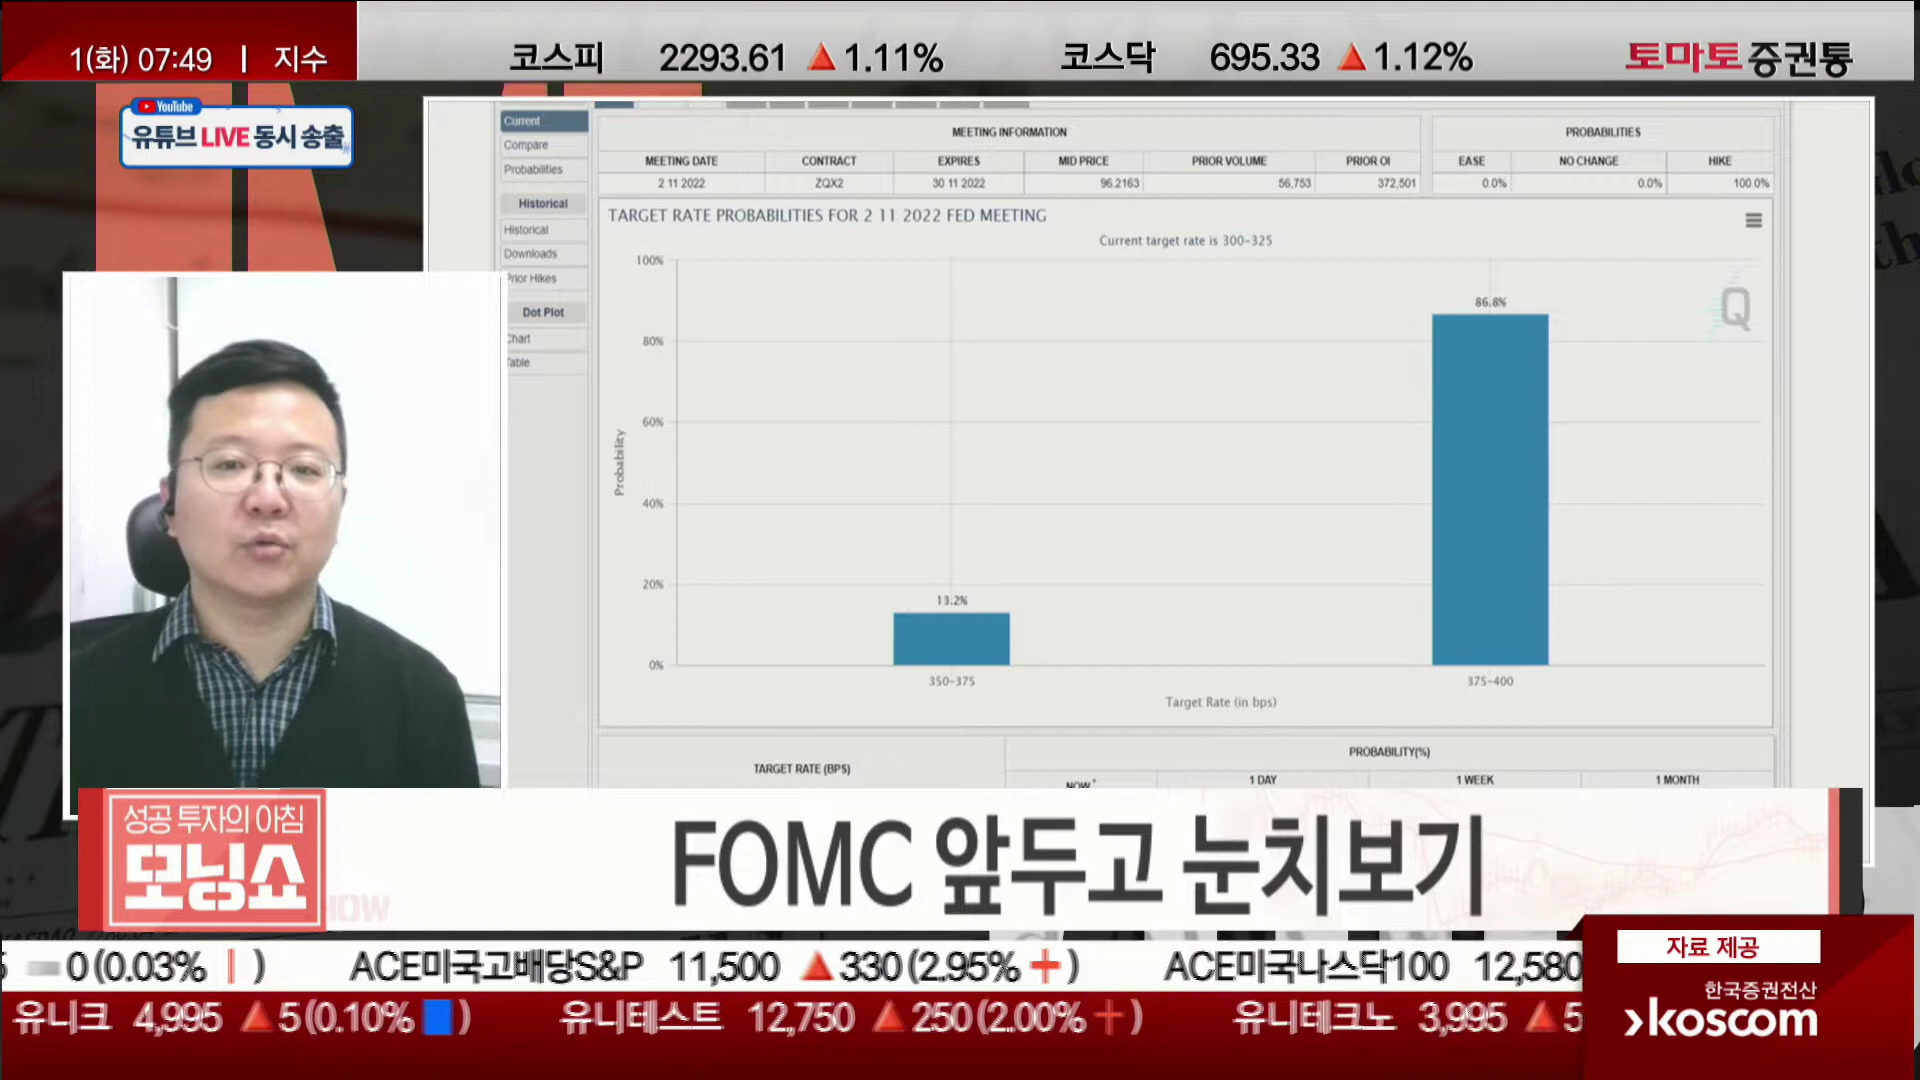 1(화) 07:49 | 지수
코스피 2293.61 ▲1.11%
코스닥 695.33 ▲1.12%
토마토증권통
YouTube
유튜브 LIVE 동시 송출
Current
Compare
Probabilities
Historical
Historical
Downloads
Prior Hikes
Dot Plot
Chart
Table
MEETING INFORMATION
MEETING DATE CONTRACT EXPIRES MID PRICE PRIOR VOLUME PRIOR OI
2 11 2022 ZQX2 30 11 2022 96.2163 56,753 372,501
PROBABILITIES
EASE NO CHANGE HIKE
0.0% 0.0% 100.0%
TARGET RATE PROBABILITIES FOR 2 11 2022 FED MEETING
Current target rate is 300-325
Q
100%
80%
60%
40%
20%
0%
Probability
13.2%
86.8%
350-375
375-400
Target Rate (in bps)
TARGET RATE (BPS)
PROBABILITY(%)
NOW * 1 DAY 1 WEEK 1 MONTH
성공 투자의 아침
모닝쇼
FOMC 앞두고 눈치보기
0(0.03% ) ACE미국고배당S&P 11,500 ▲330(2.95% ) ACE미국나스닥100 12,580
유니크 4,995 ▲5(0.10% ) 유니테스트 12,750 ▲250(2.00% ) 유니테크노 3,995 ▲5
자료 제공
한국증권전산
koscom